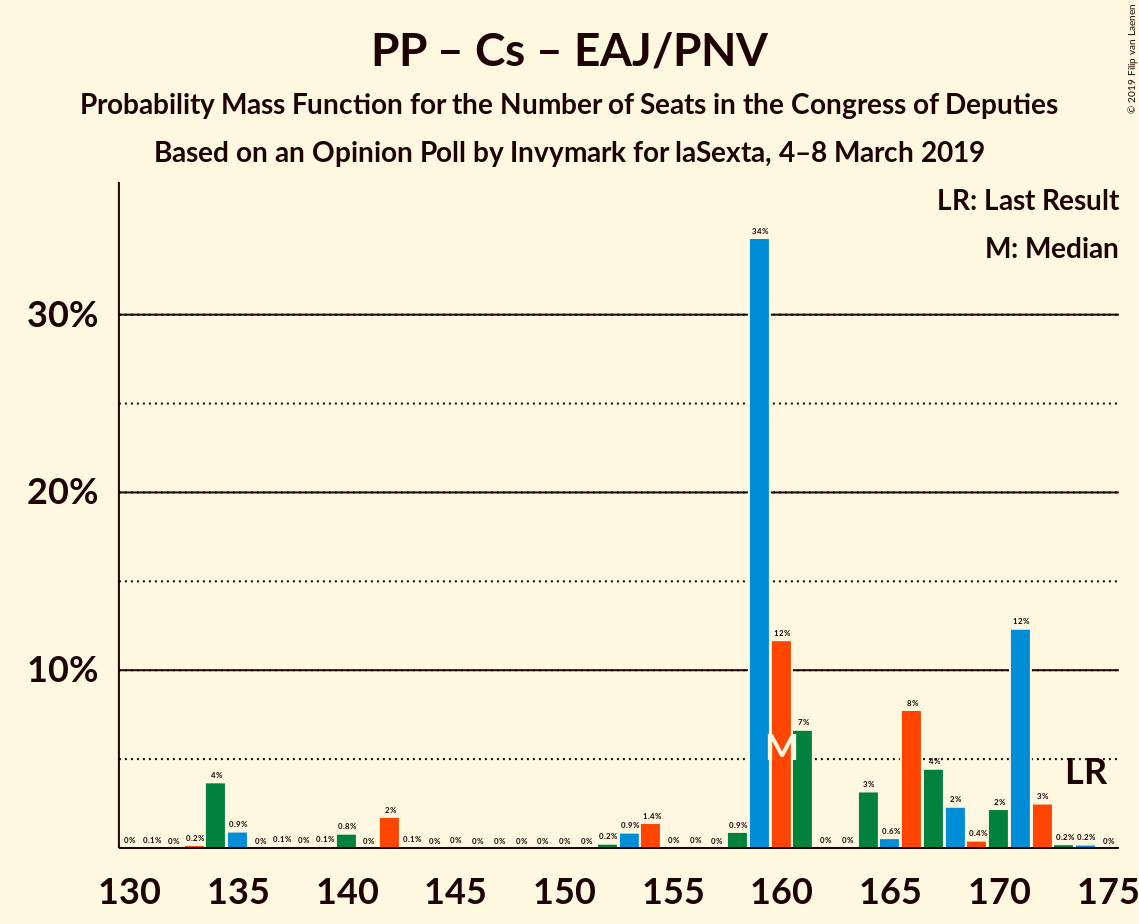 PP – Cs – EAJ/PNV
Probability Mass Function for the Number of Seats in the Congress of Deputies
Based on an Opinion Poll by Invymark for laSexta, 4–8 March 2019
© 2019 Filip van Laenen
LR: Last Result
M: Median
30%
20%
10%
0% 0.1% 0% 0.2% 4% 0.9% 0% 0.1% 0% 0.1% 0.8% 0% 2% 0.1% 0% 0% 0% 0% 0% 0% 0% 0% 0.2% 0.9% 1.4% 0% 0% 0% 0.9% 34% 12% 7% 0% 0% 3% 0.6% 8% 4% 2% 0.4% 2% 12% 3% 0.2% 0.2% 0%
M
LR
130 135 140 145 150 155 160 165 170 175